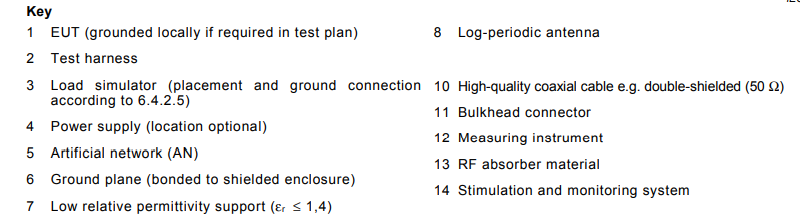 Key
1 EUT (grounded locally if required in test plan)
2 Test harness
3 Load simulator (placement and ground connection
according to 6.4.2.5)
4 Power supply (location optional)
5 Artificial network (AN)
6 Ground plane (bonded to shielded enclosure)
7 Low relative permittivity support (εr ≤ 1,4)
8 Log-periodic antenna
10 High-quality coaxial cable e.g. double-shielded (50 Ω)
11 Bulkhead connector
12 Measuring instrument
13 RF absorber material
14 Stimulation and monitoring system